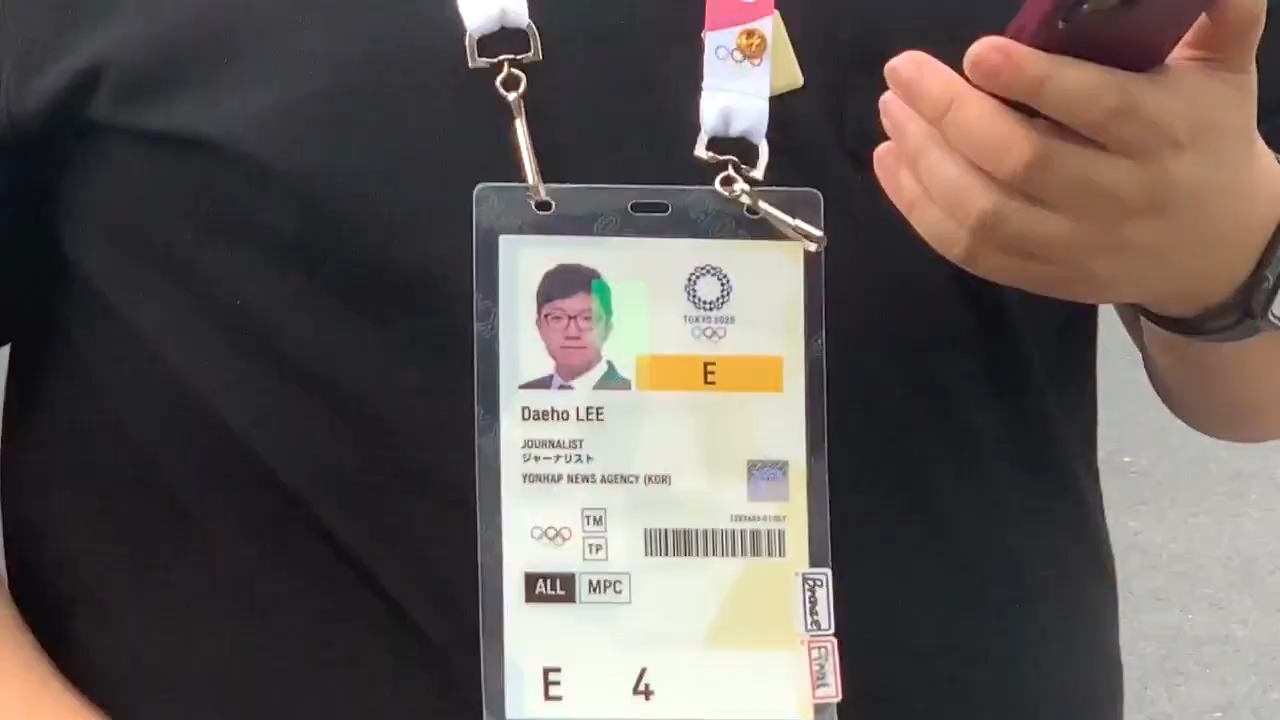 TOKYO 2020
E
Daeho LEE
JOURNALIST
ジャーナリスト
YONHAP NEWS AGENCY (KOR)
TM
TP
ALL
MPC
Bronze
Final
E 4